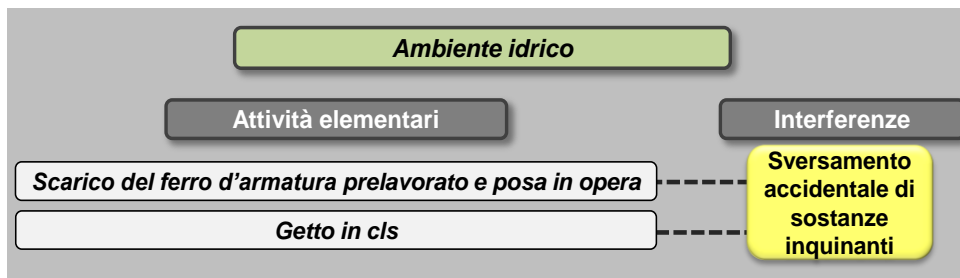 Ambiente idrico
Attività elementari
Interferenze
Scarico del ferro d'armatura prelavorato e posa in opera
Getto in cls
Sversamento
accidentale di
sostanze
inquinanti